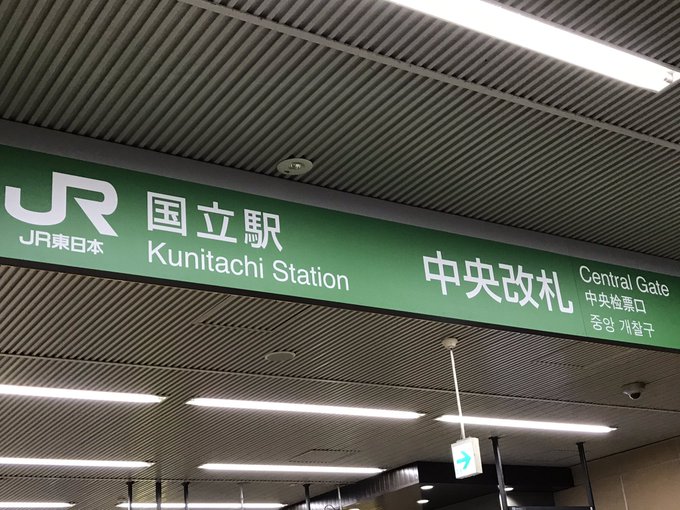 JR
JR東日本
国立駅
Kunitachi Station
中央改札
Central Gate
中央检票口
중앙 개찰구